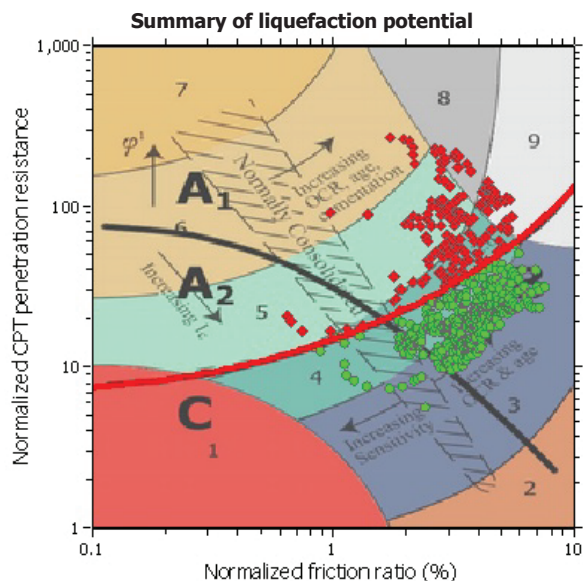 Summary of liquefaction potential
1,000
100
10
1
Normalized CPT penetration resistance
7
8
9
φ'
Normally Consolidated
Increasing
OCR, age,
cementation
A1
6
A2
Increasing Ic
5
4
Increasing
OCR & age
Increasing
Sensitivity
3
C
1
2
0.1
1
10
Normalized friction ratio (%)